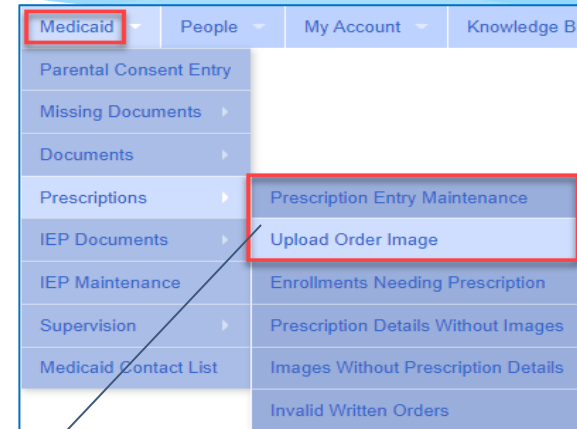 Medicaid People My Account Knowledge B
Parental Consent Entry
Missing Documents
Documents
Prescriptions
IEP Documents
IEP Maintenance
Supervision
Medicaid Contact List
Prescription Entry Maintenance
Upload Order Image
Enrollments Needing Prescription
Prescription Details Without Images
Images Without Prescription Details
Invalid Written Orders